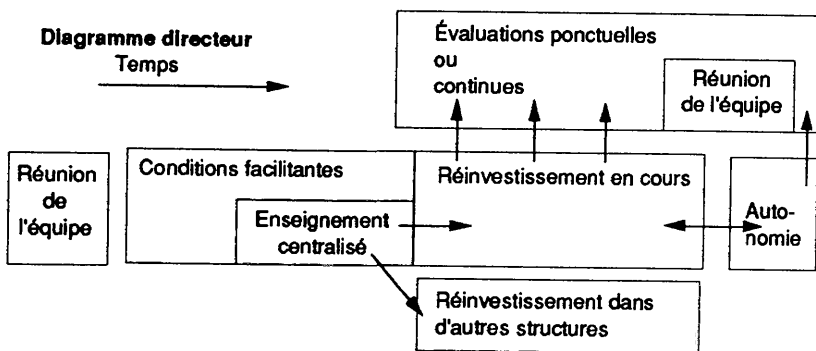 Diagramme directeur
Temps
Évaluations ponctuelles
ou
continues
Réunion
de l'équipe
Réunion
de
l'équipe
Conditions facilitantes
Enseignement
centralisé
Réinvestissement en cours
Auto-
nomie
Réinvestissement dans
d'autres structures